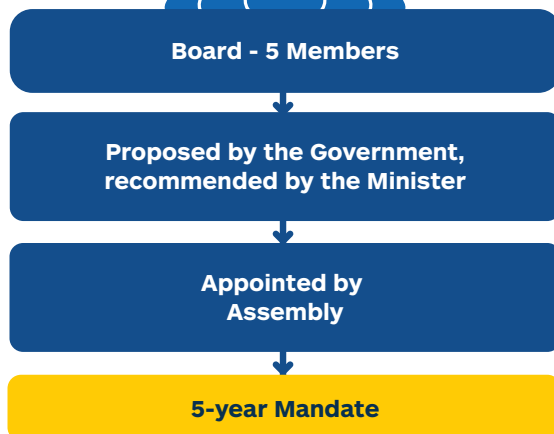 Board - 5 Members
Proposed by the Government,
recommended by the Minister
Appointed by
Assembly
5-year Mandate